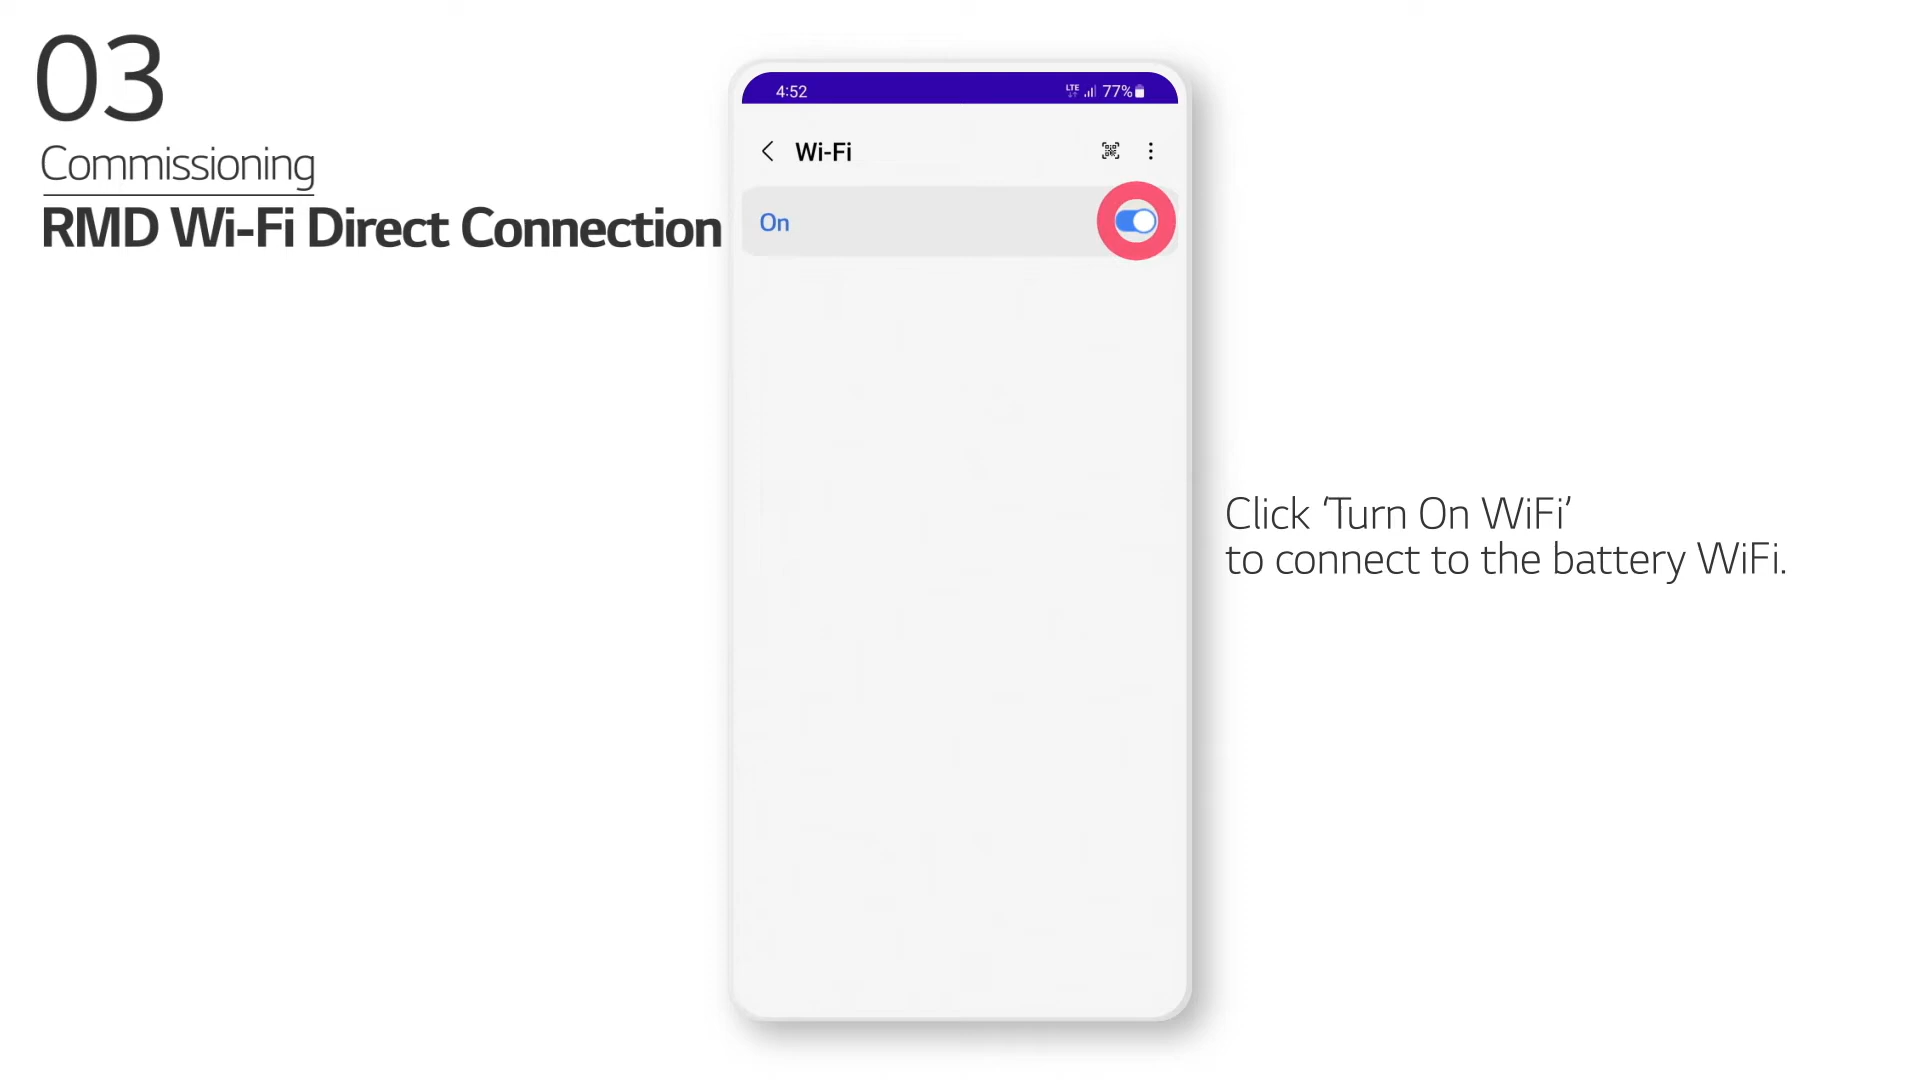 03
Commissioning
RMD Wi-Fi Direct Connection
4:52
LTE 77%
Wi-Fi
On
Click ‘Turn On WiFi’
to connect to the battery WiFi.